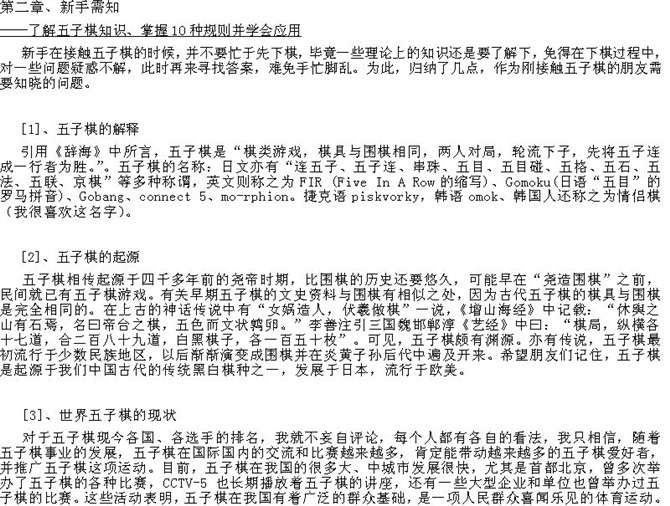 第二章、新手需知
——了解五子棋知识、掌握10种规则并学会应用
新手在接触五子棋的时候，并不要忙于先下棋，毕竟一些理论上的知识还是要了解下，免得在下棋过程中，
对一些问题疑惑不解，此时再来寻找答案，难免手忙脚乱。为此，归纳了几点，作为刚接触五子棋的朋友需
要知晓的问题。
[1]、五子棋的解释
引用《辞海》中所言，五子棋是“棋类游戏，棋具与围棋相同，两人对局，轮流下子，先将五子连
成一行者为胜。”。五子棋的名称：日文亦有“连五子、五子连、串珠、五目、五目碰、五格、五石、五
法、五联、京棋”等多种称谓，英文则称之为FIR (Five In A Row的缩写)、Gomoku(日语“五目”的
罗马拼音)、Gobang、connect 5、mo-rphion。捷克语piskvorky，韩语omok、韩国人还称之为情侣棋
（我很喜欢这名字）。
[2]、五子棋的起源
五子棋相传起源于四千多年前的尧帝时期，比围棋的历史还要悠久，可能早在“尧造围棋”之前，
民间就已有五子棋游戏。有关早期五子棋的文史资料与围棋有相似之处，因为古代五子棋的棋具与围棋
是完全相同的。在上古的神话传说中有“女娲造人，伏羲做棋”一说，《增山海经》中记载：“休舆之
山有石焉，名曰帝台之棋，五色而文状鹑卵。”李善注引三国魏邯郸淳《艺经》中曰：“棋局，纵横各
十七道，合二百八十九道，白黑棋子，各一百五十枚”。可见，五子棋颇有渊源。亦有传说，五子棋最
初流行于少数民族地区，以后渐渐演变成围棋并在炎黄子孙后代中遍及开来。希望朋友们记住，五子棋
是起源于我们中国古代的传统黑白棋种之一，发展于日本，流行于欧美。
[3]、世界五子棋的现状
对于五子棋现今各国、各选手的排名，我就不妄自评论，每个人都有各自的看法，我只相信，随着
五子棋事业的发展，五子棋在国际国内的交流和比赛越来越多，肯定能带动越来越多的五子棋爱好者，
并推广五子棋这项运动。目前，五子棋在我国的很多大、中城市发展很快，尤其是首都北京，曾多次举
办了五子棋的各种比赛，CCTV-5 也长期播放着五子棋的讲座，还有一些大型企业和单位也曾举办过五
子棋的比赛。这些活动表明，五子棋在我国有着广泛的群众基础，是一项人民群众喜闻乐见的体育运动。